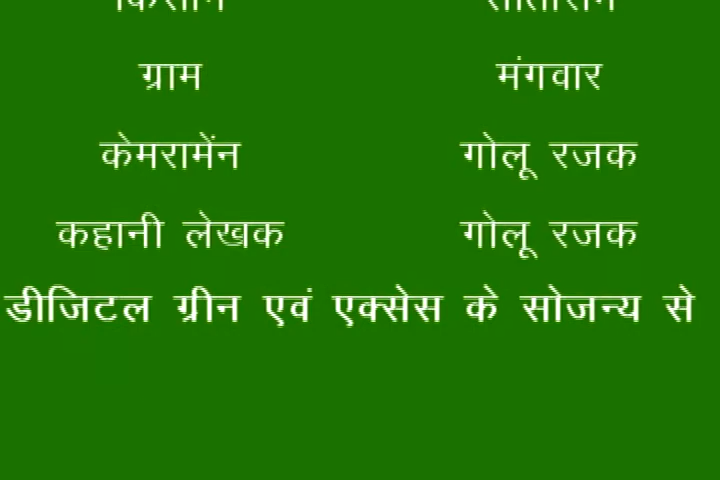 ग्राम मंगवार
केमरामेंन गोलू रजक
कहानी लेखक गोलू रजक
डीजिटल ग्रीन एवं एक्सेस के सोजन्य से